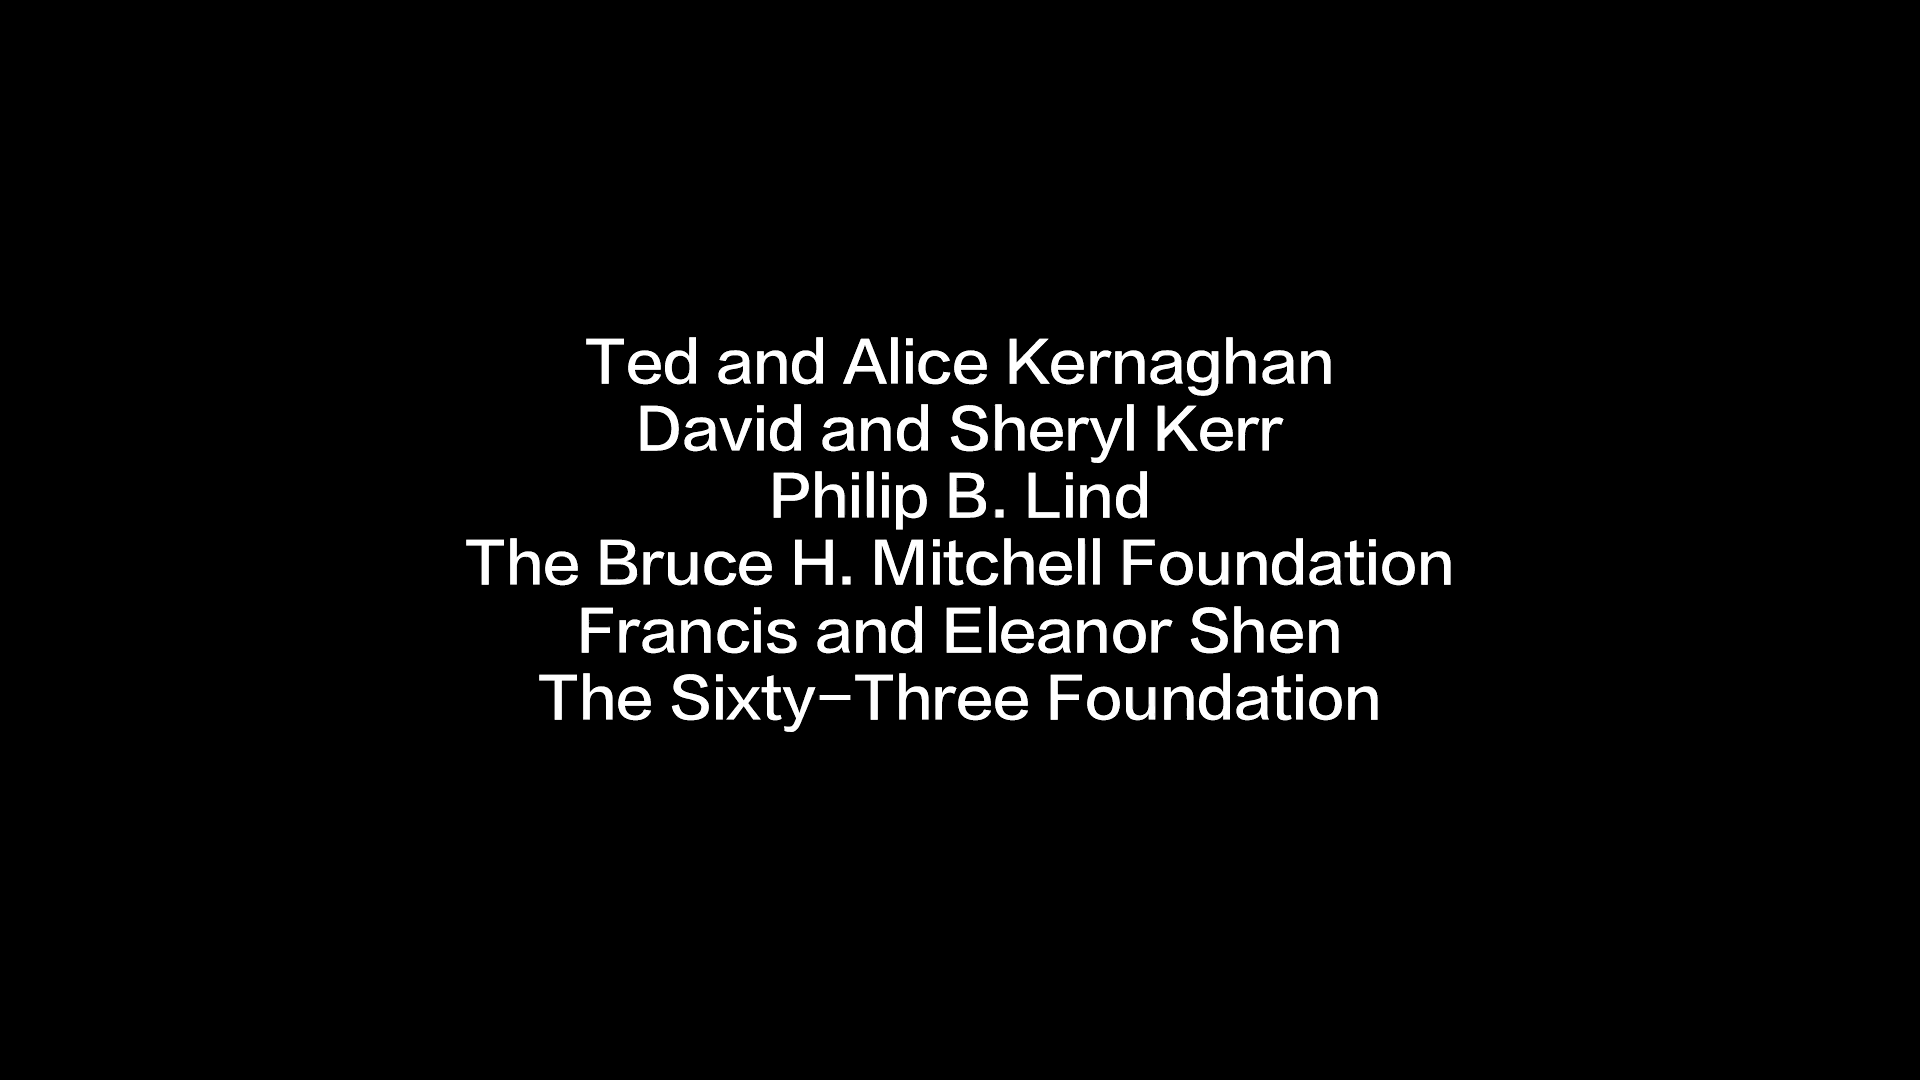 Ted and Alice Kernaghan
David and Sheryl Kerr
Philip B. Lind
The Bruce H. Mitchell Foundation
Francis and Eleanor Shen
The Sixty-Three Foundation